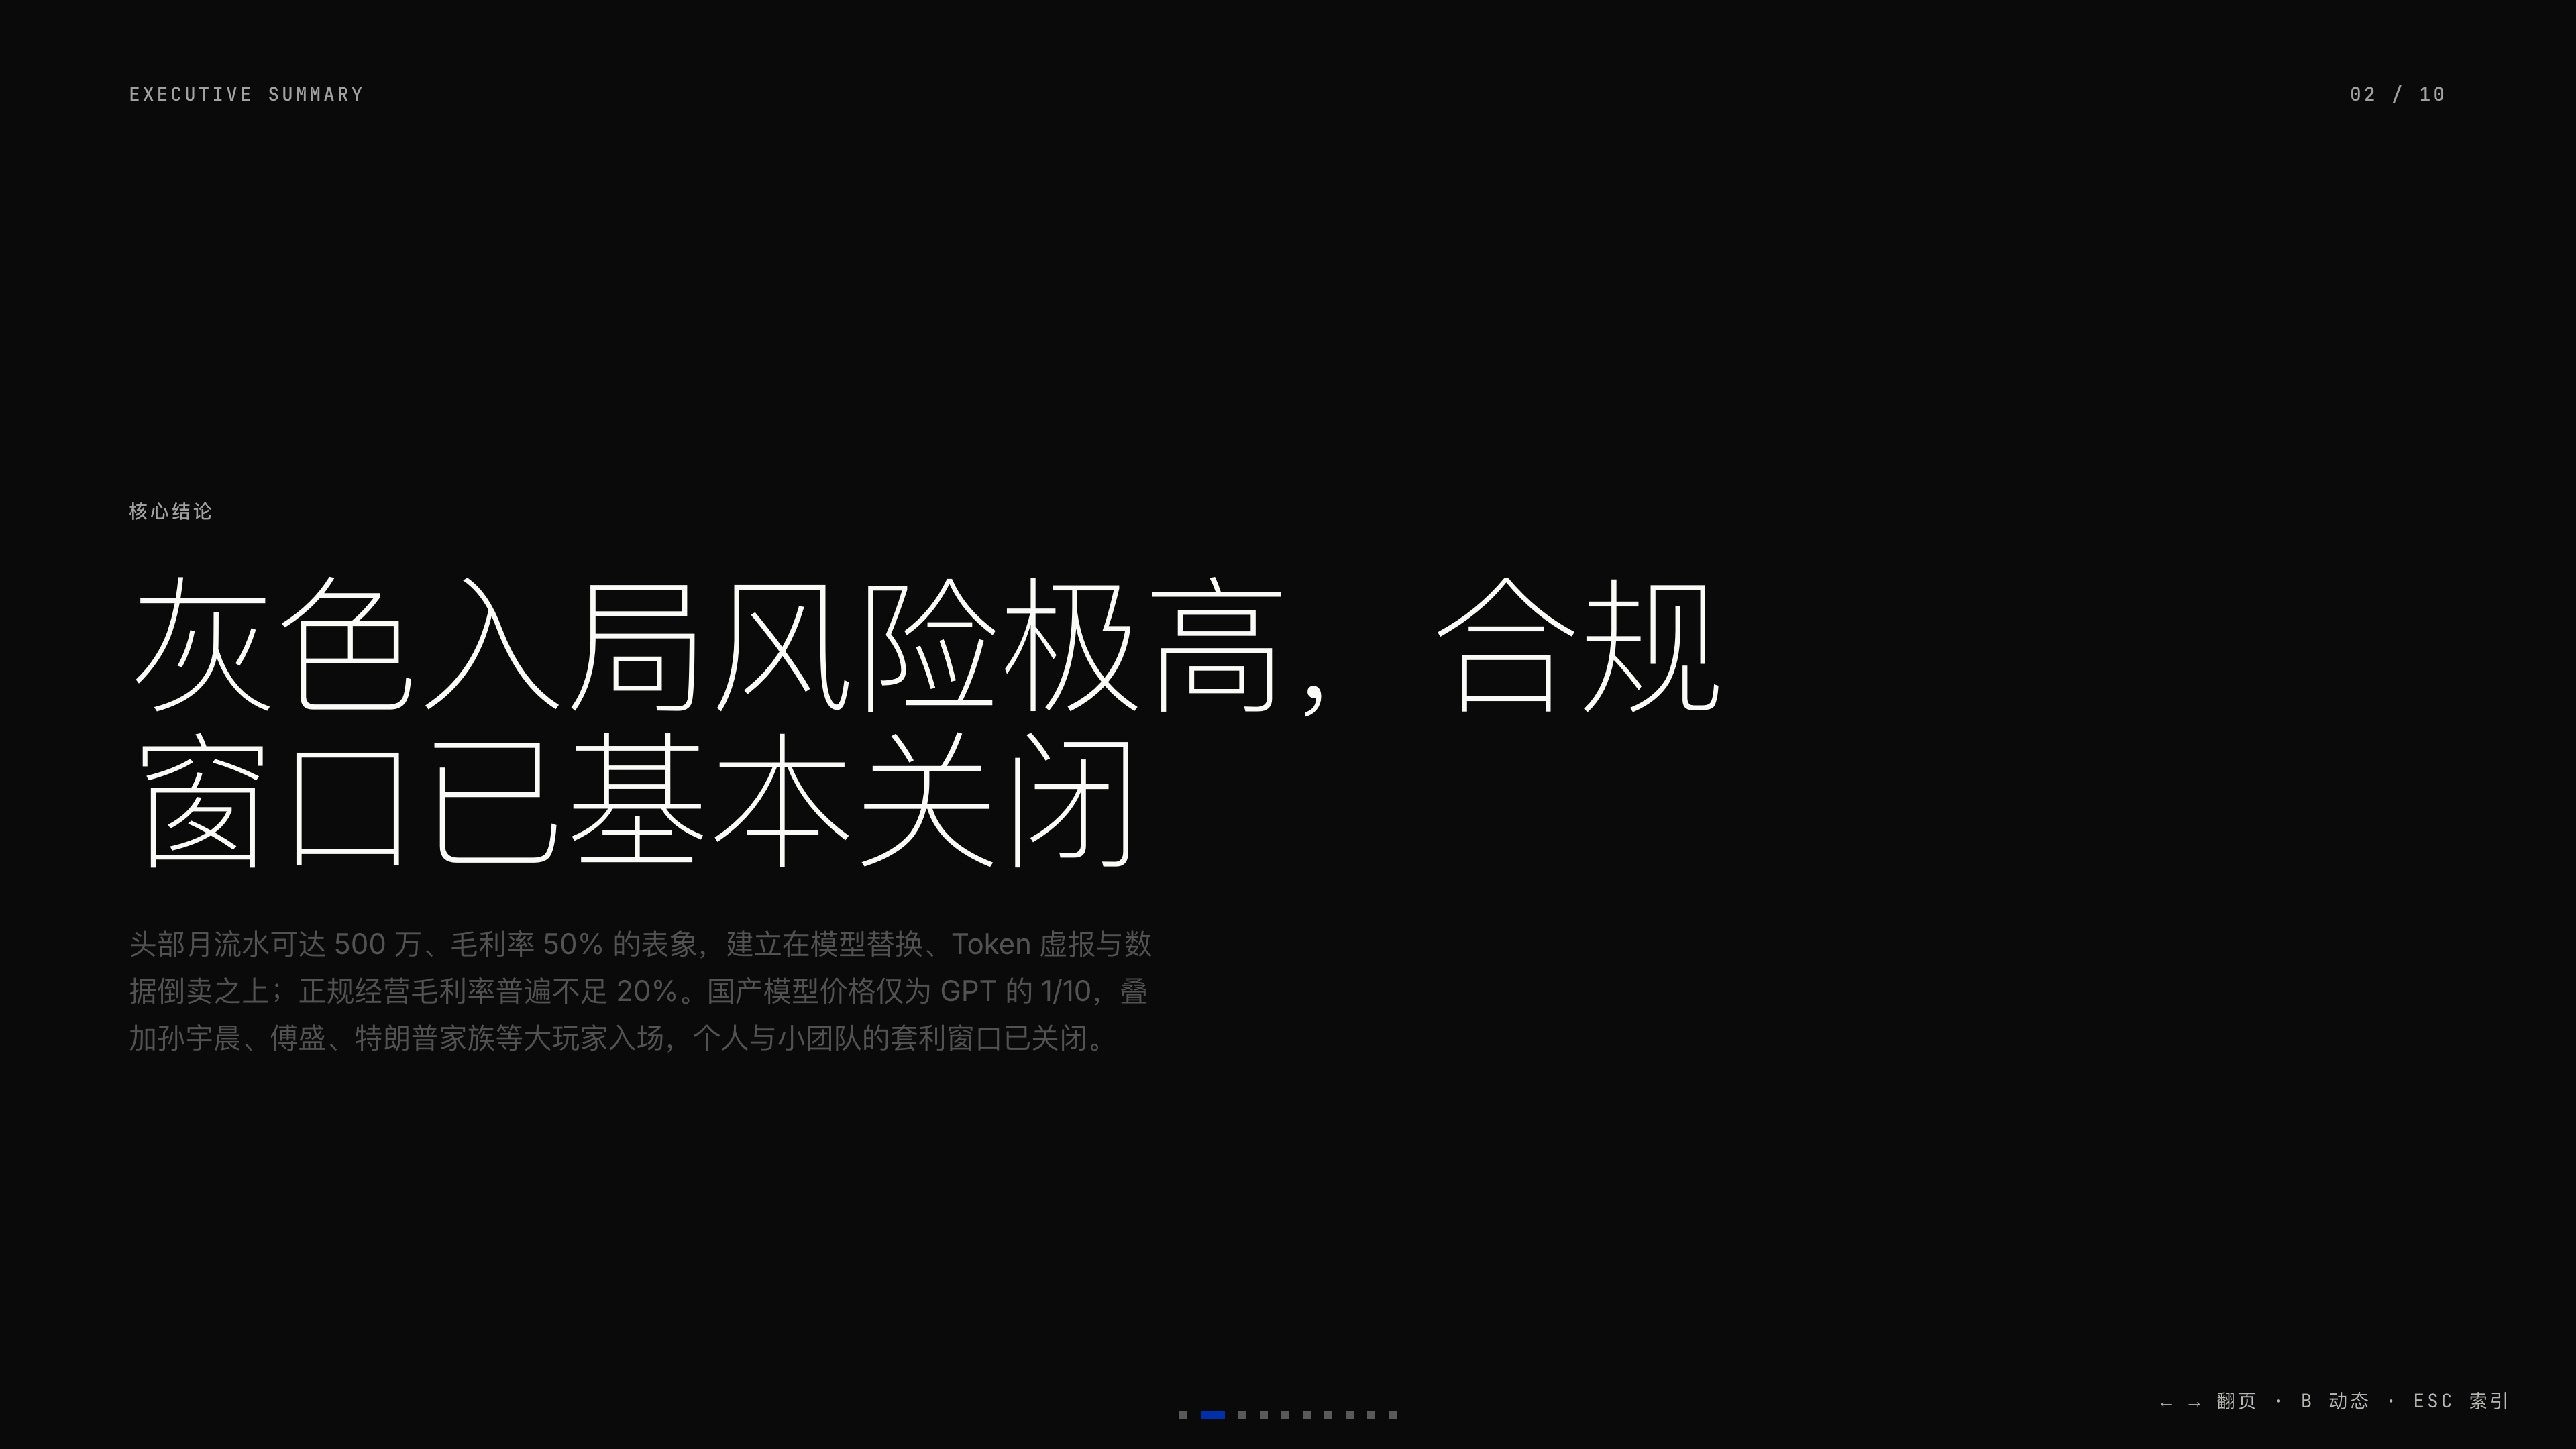 EXECUTIVE SUMMARY
02 / 10
核心结论
灰色入局风险极高，合规
窗口已基本关闭
头部月流水可达 500 万、毛利率 50% 的表象，建立在模型替换、Token 虚报与数
据倒卖之上；正规经营毛利率普遍不足 20%。国产模型价格仅为 GPT 的 1/10，叠
加孙宇晨、傅盛、特朗普家族等大玩家入场，个人与小团队的套利窗口已关闭。
← → 翻页 · B 动态 · ESC 索引